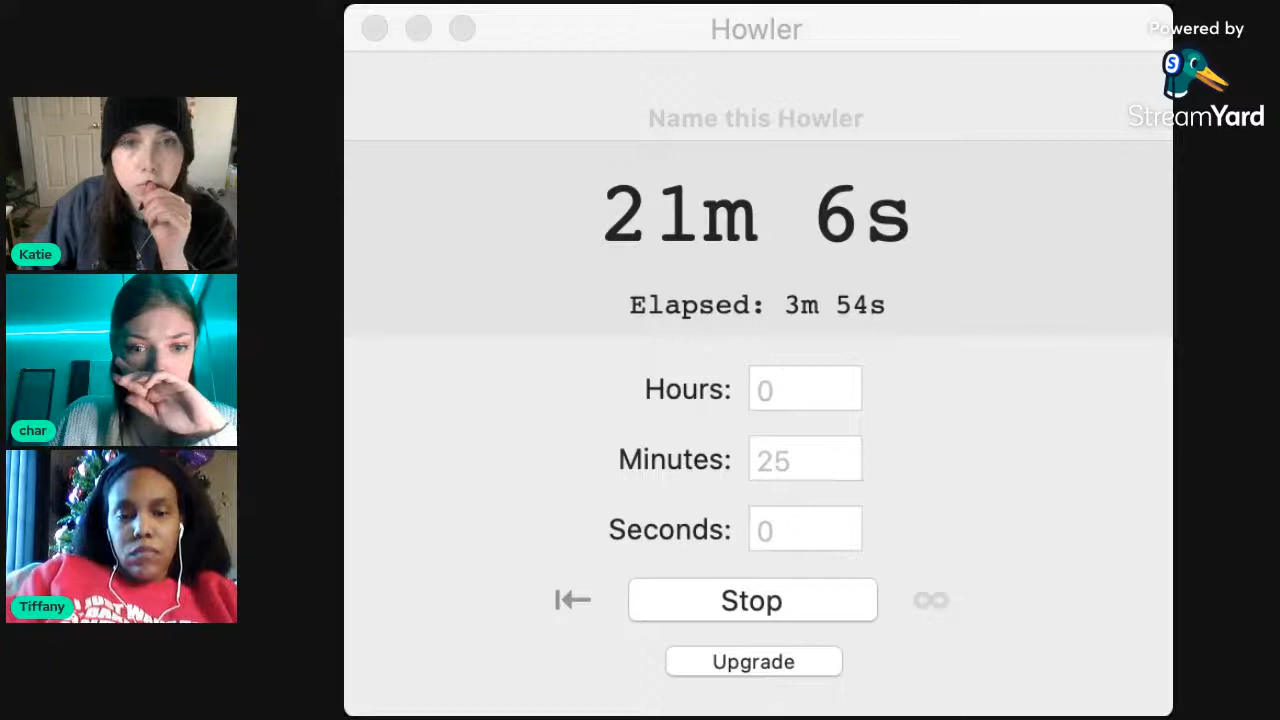 Howler
Powered by
StreamYard
Name this Howler
21m 6s
Elapsed: 3m 54s
Hours: 0
Minutes: 25
Seconds: 0
Stop
Upgrade
Katie
char
Tiffany